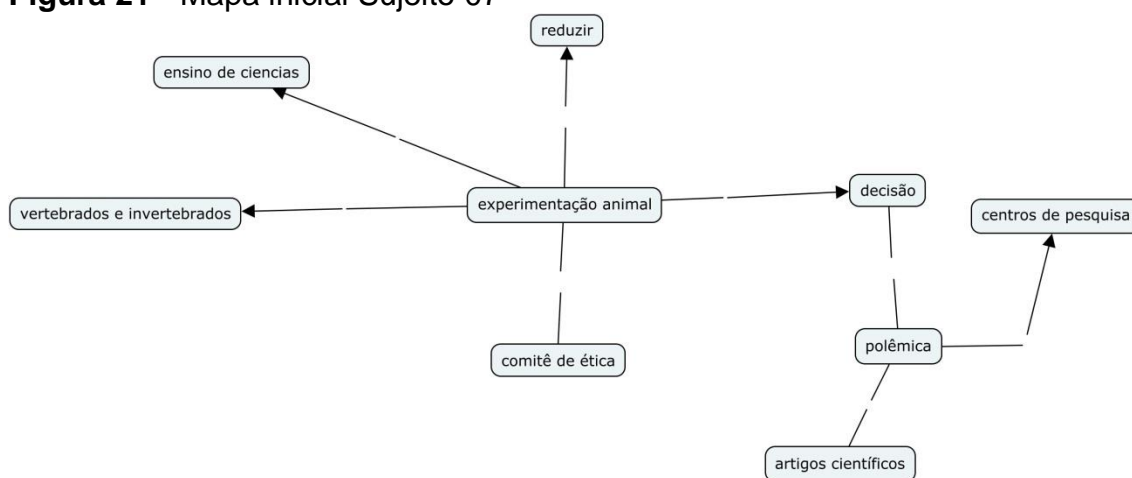 Figura 21 - Mapa inicial Sujeito 07
reduzir
ensino de ciencias
decisão
experimentação animal
vertebrados e invertebrados
centros de pesquisa
polêmica
comitê de ética
artigos científicos